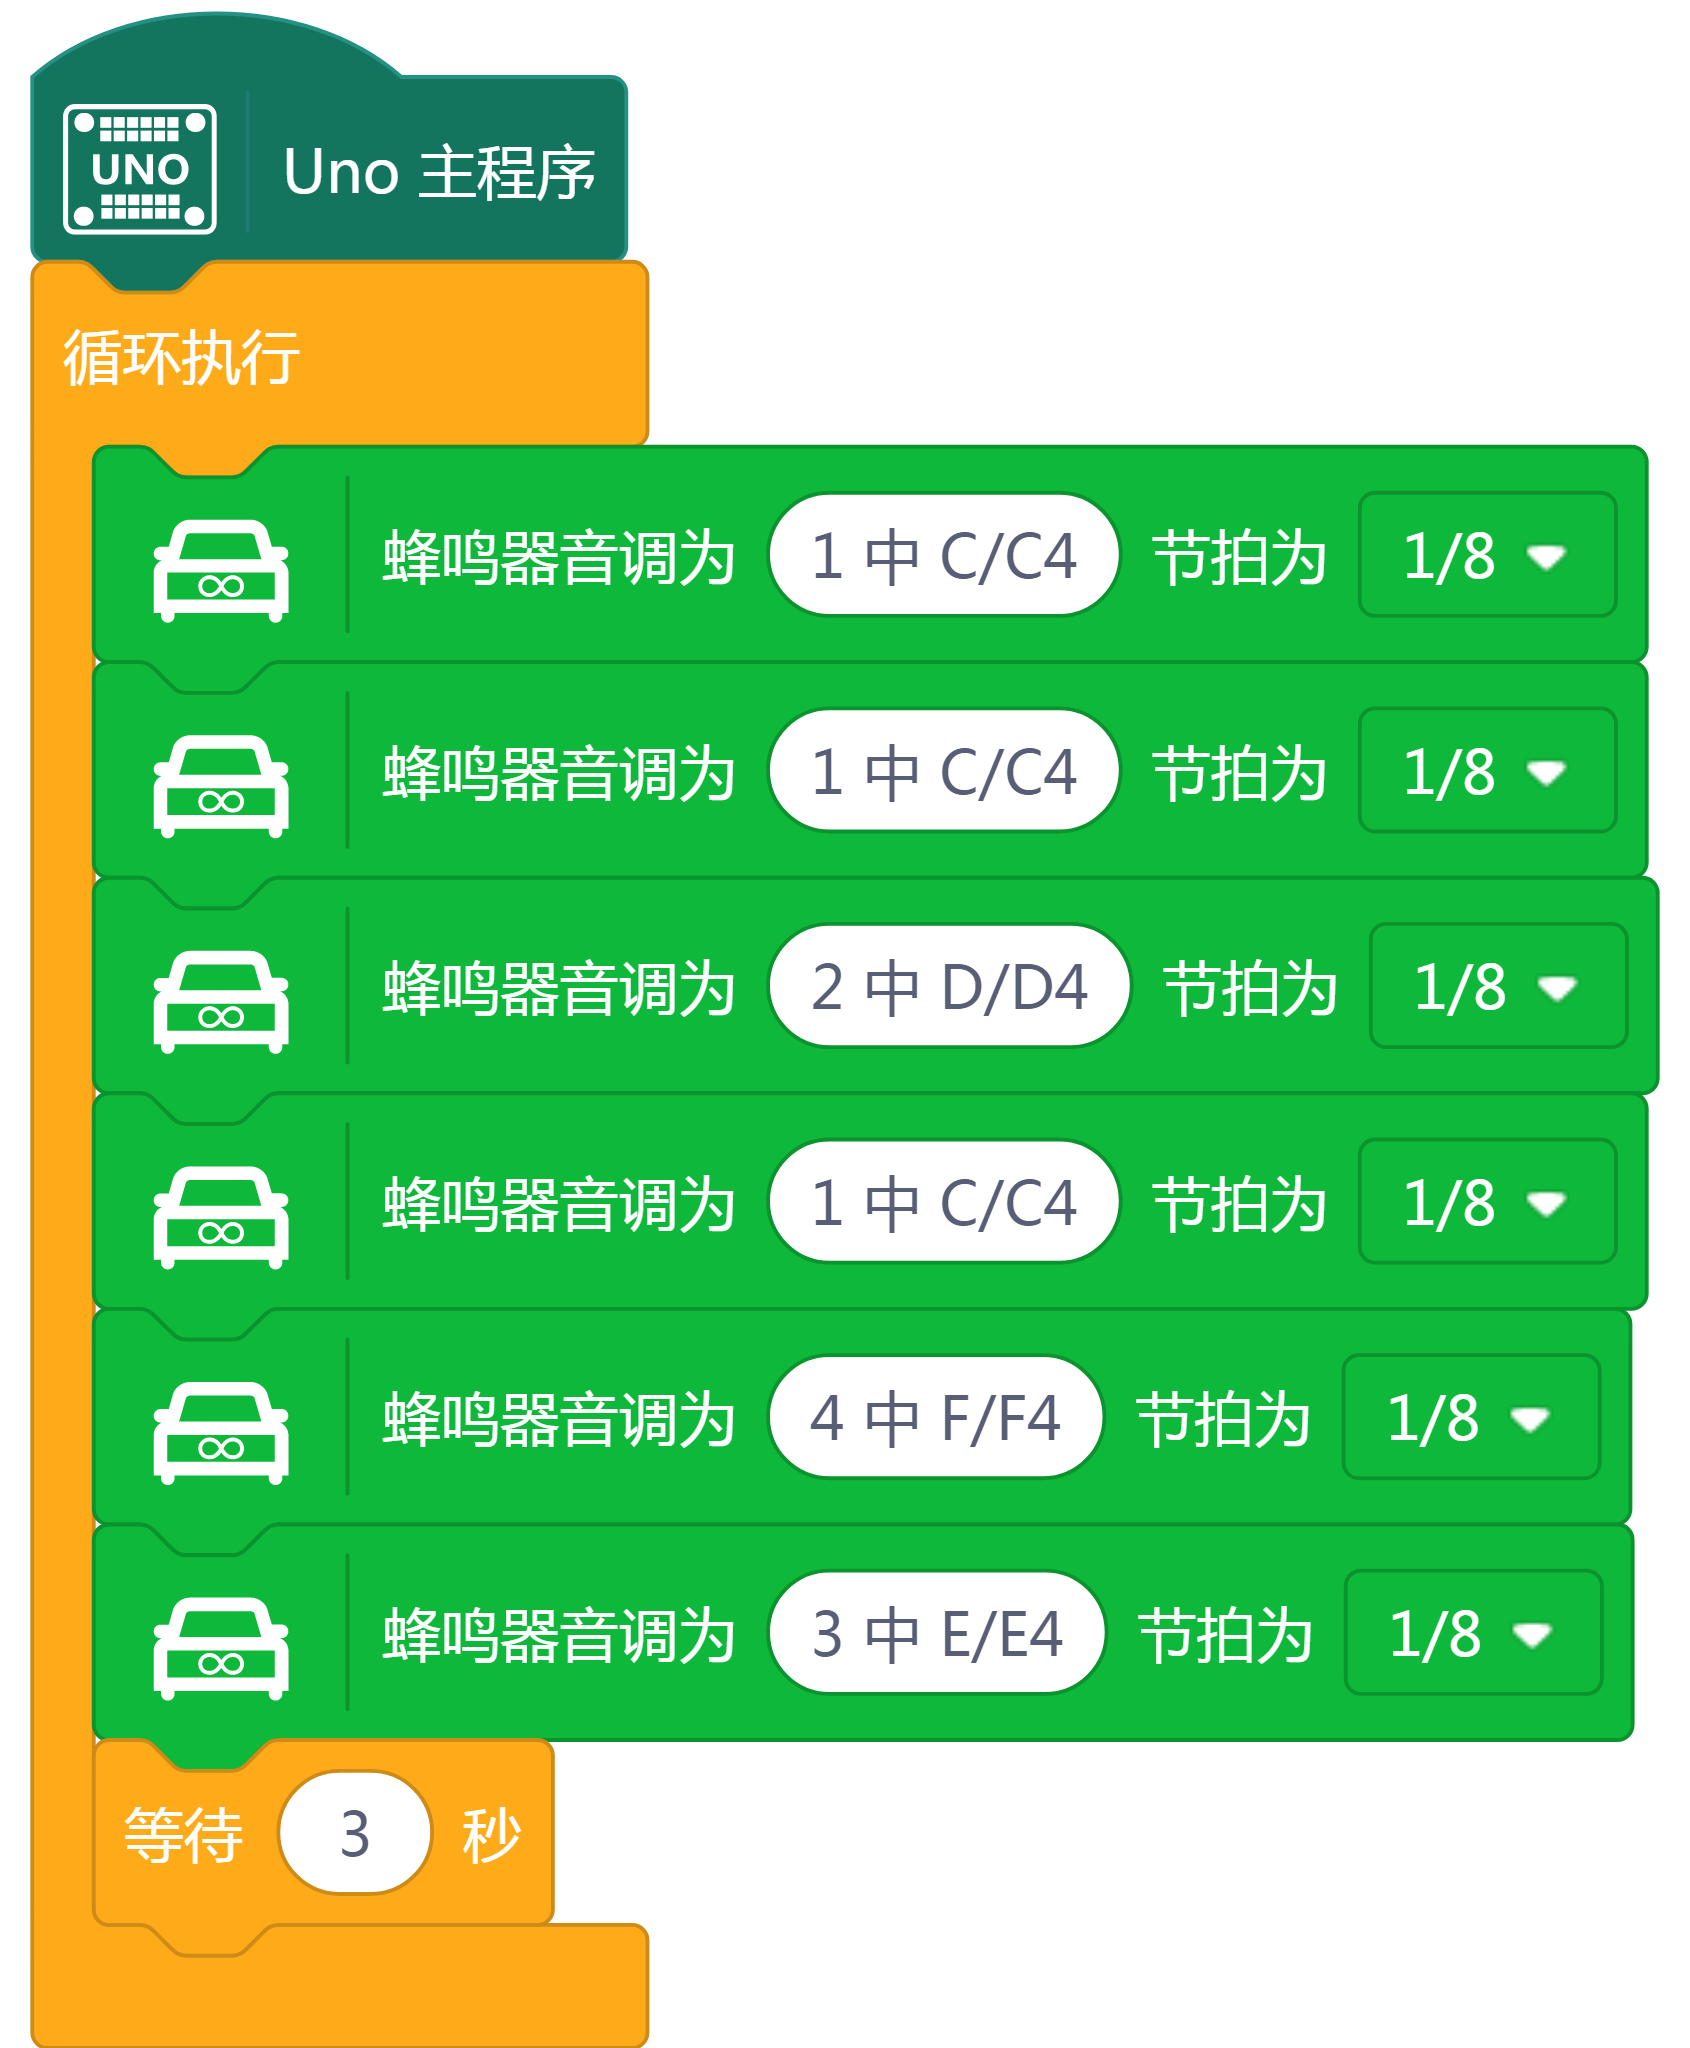 UNO Uno 主程序
循环执行
蜂鸣器音调为 1 中 C/C4 节拍为 1/8
蜂鸣器音调为 1 中 C/C4 节拍为 1/8
蜂鸣器音调为 2 中 D/D4 节拍为 1/8
蜂鸣器音调为 1 中 C/C4 节拍为 1/8
蜂鸣器音调为 4 中 F/F4 节拍为 1/8
蜂鸣器音调为 3 中 E/E4 节拍为 1/8
等待 3 秒